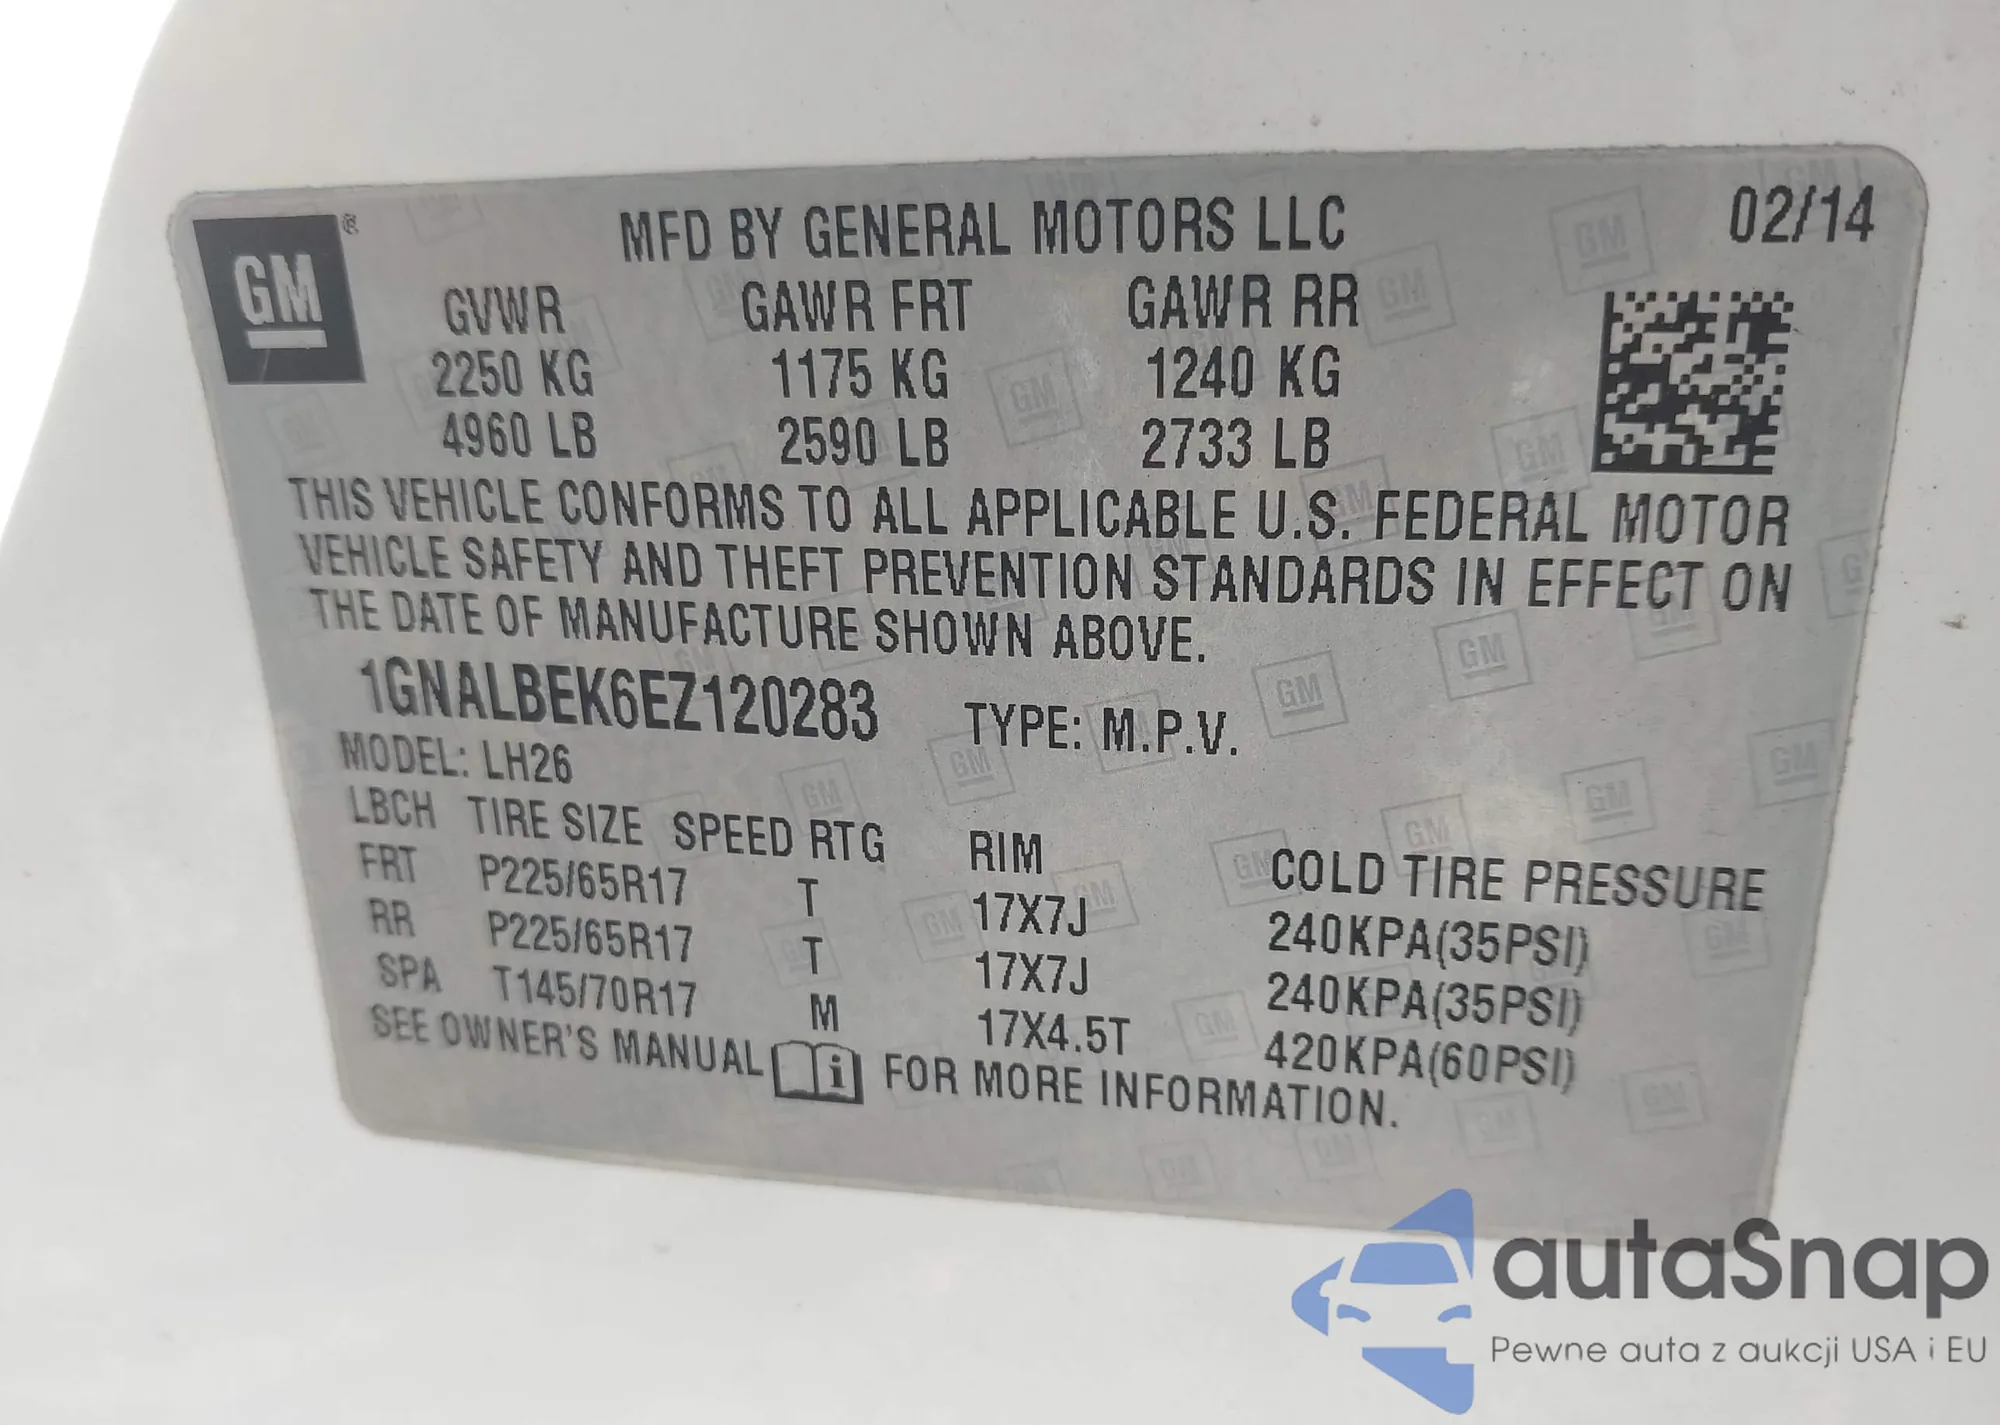 GM ®
MFD BY GENERAL MOTORS LLC 02/14
GVWR GAWR FRT GAWR RR
2250 KG 1175 KG 1240 KG
4960 LB 2590 LB 2733 LB
THIS VEHICLE CONFORMS TO ALL APPLICABLE U.S. FEDERAL MOTOR
VEHICLE SAFETY AND THEFT PREVENTION STANDARDS IN EFFECT ON
THE DATE OF MANUFACTURE SHOWN ABOVE.
1GNALBEK6EZ120283 TYPE: M.P.V.
MODEL: LH26
LBCH TIRE SIZE SPEED RTG RIM COLD TIRE PRESSURE
FRT P225/65R17 T 17X7J 240KPA(35PSI)
RR P225/65R17 T 17X7J 240KPA(35PSI)
SPA T145/70R17 M 17X4.5T 420KPA(60PSI)
SEE OWNER'S MANUAL i FOR MORE INFORMATION.
autaSnap
Pewne auta z aukcji USA i EU